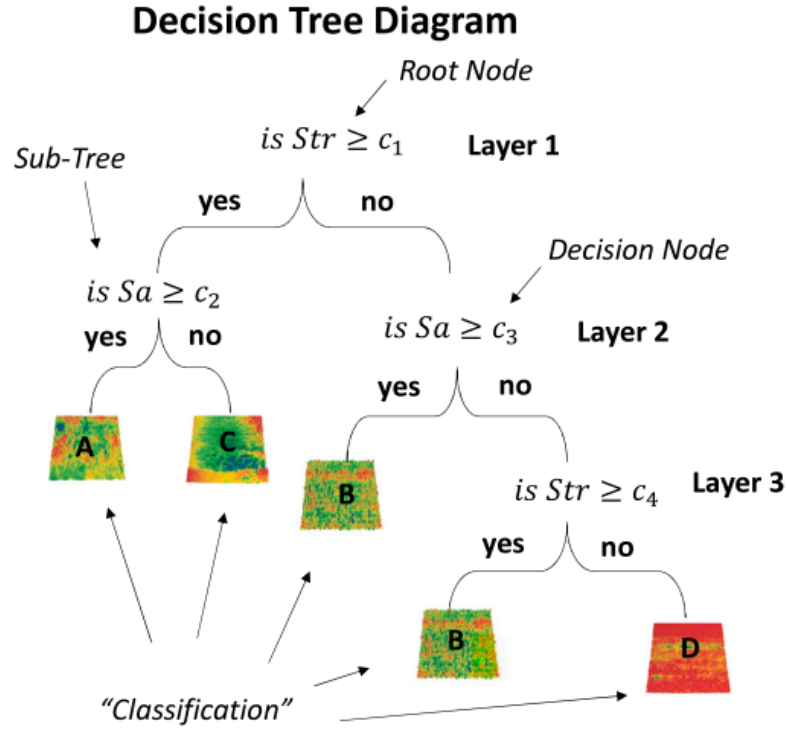 Decision Tree Diagram
Root Node
is Str ≥ c₁
Layer 1
Sub-Tree
yes
no
Decision Node
is Sa ≥ c₂
is Sa ≥ c₃
Layer 2
yes
no
yes
no
A
C
B
is Str ≥ c₄
Layer 3
yes
no
B
D
“Classification”